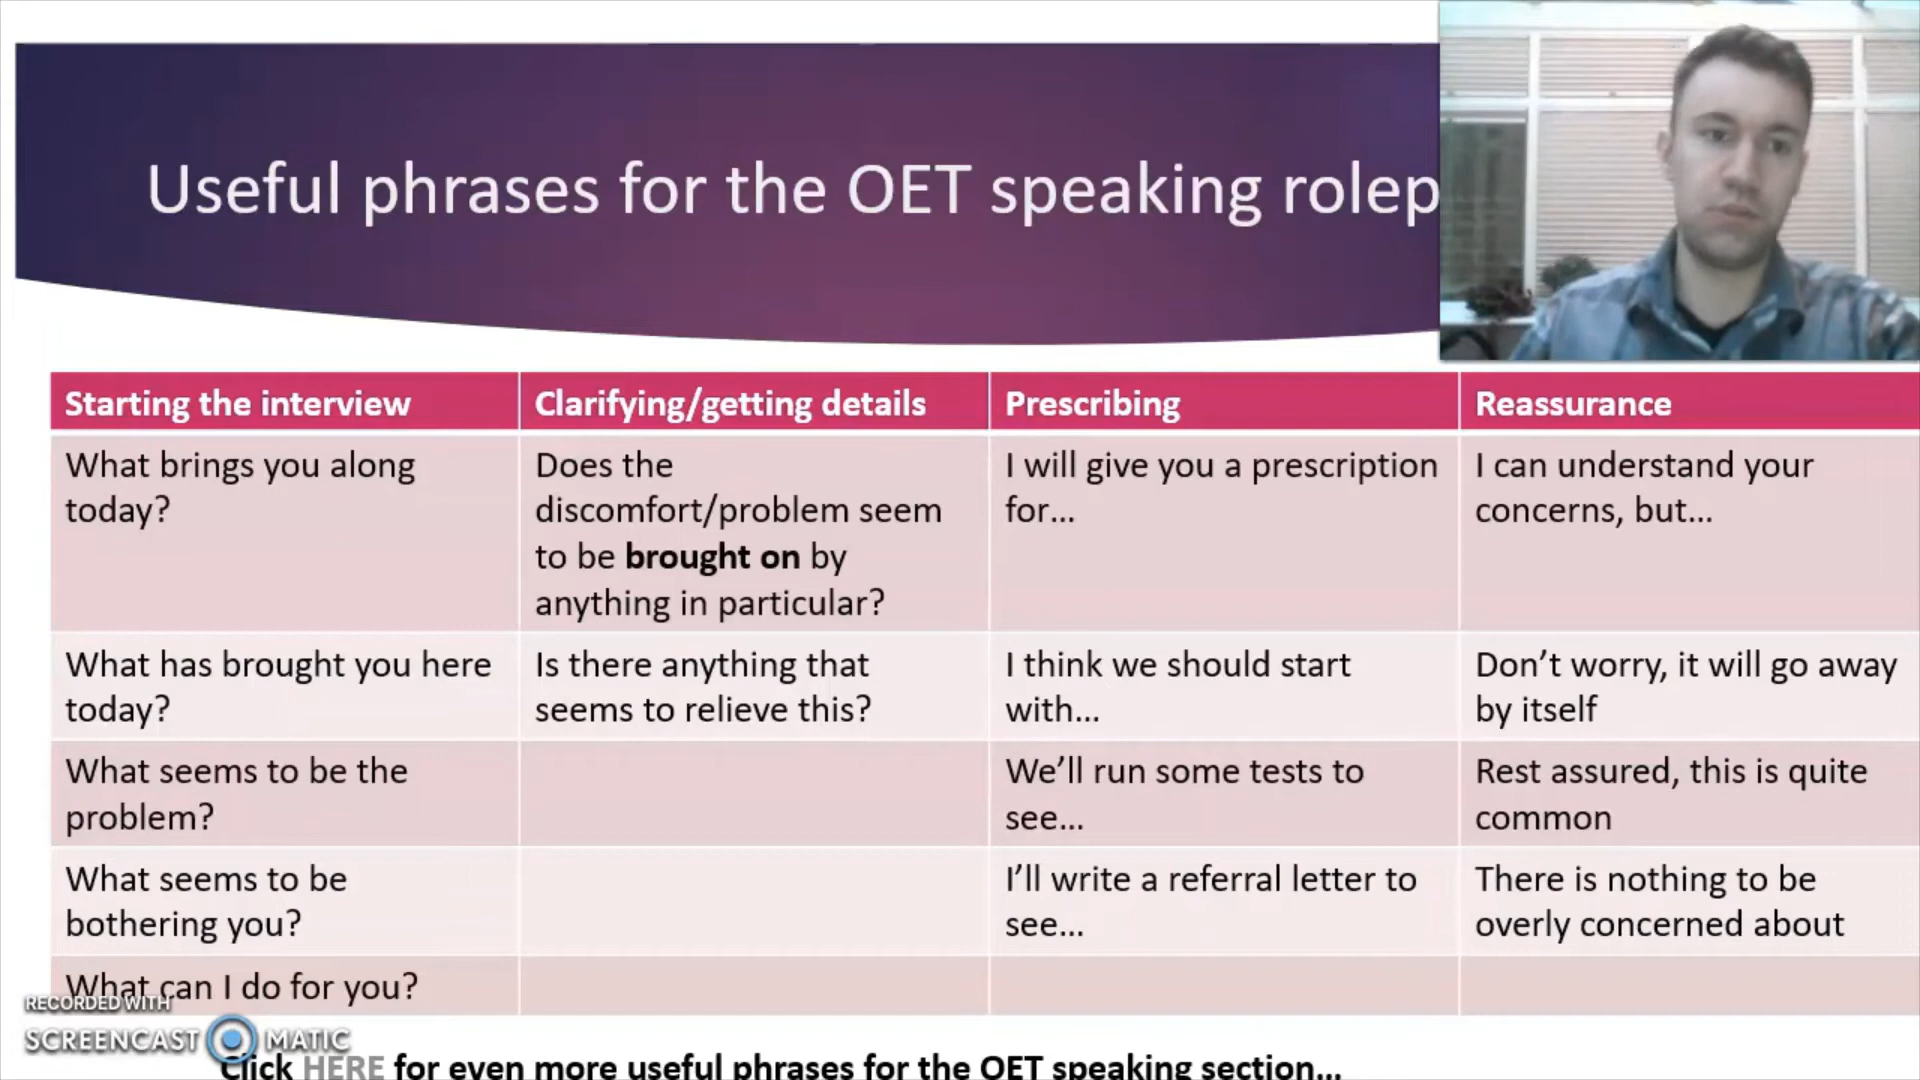 Useful phrases for the OET speaking rolep
Starting the interview
Clarifying/getting details
Prescribing
Reassurance
What brings you along
today?
Does the
discomfort/problem seem
to be brought on by
anything in particular?
I will give you a prescription
for...
I can understand your
concerns, but...
What has brought you here
today?
Is there anything that
seems to relieve this?
I think we should start
with...
Don't worry, it will go away
by itself
What seems to be the
problem?
We'll run some tests to
see...
Rest assured, this is quite
common
What seems to be
bothering you?
I'll write a referral letter to
see...
There is nothing to be
overly concerned about
What can I do for you?
RECORDED WITH
SCREENCAST MATIC
Click HERE for even more useful phrases for the OET speaking section...